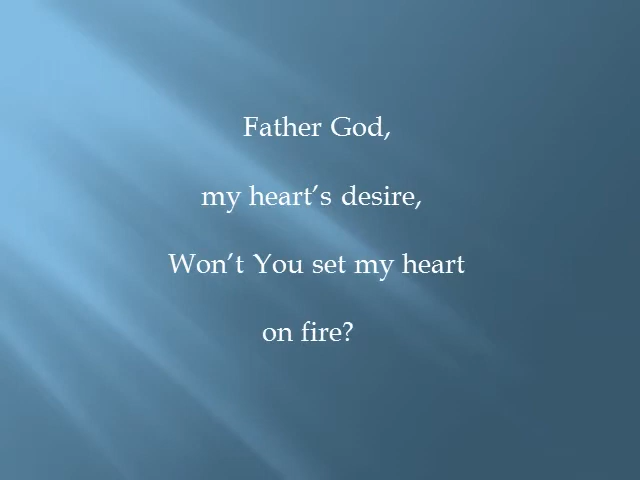 Father God,
my heart’s desire,
Won’t You set my heart
on fire?